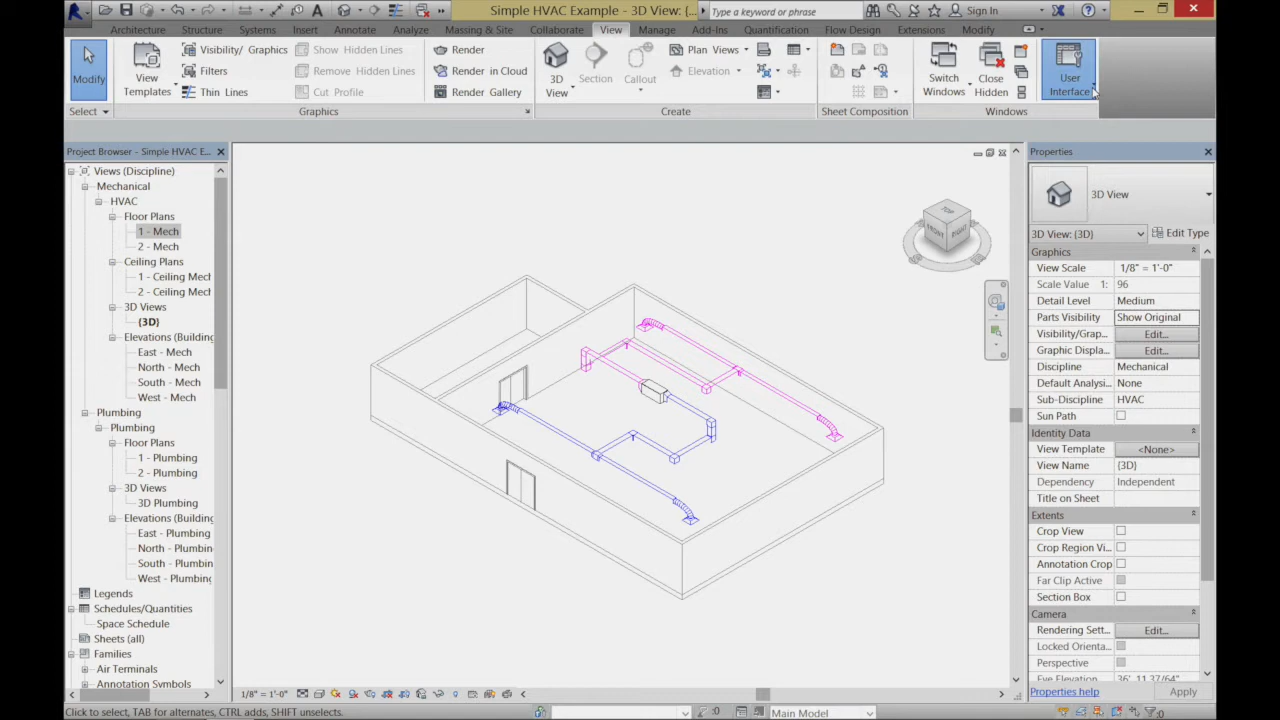 Simple HVAC Example - 3D View: {...
Type a keyword or phrase
Sign In
Architecture Structure Systems Insert Annotate Analyze Massing & Site Collaborate View Manage Add-Ins Quantification Flow Design Extensions Modify
Modify
View
Templates
Visibility/ Graphics
Filters
Thin Lines
Show Hidden Lines
Remove Hidden Lines
Cut Profile
Render
Render in Cloud
Render Gallery
3D
View
Section
Callout
Plan Views
Elevation
Switch
Windows
Close
Hidden
User
Interface
Select
Graphics
Create
Sheet Composition
Windows
Project Browser - Simple HVAC E...
Views (Discipline)
Mechanical
HVAC
Floor Plans
1 - Mech
2 - Mech
Ceiling Plans
1 - Ceiling Mech
2 - Ceiling Mech
3D Views
{3D}
Elevations (Building
East - Mech
North - Mech
South - Mech
West - Mech
Plumbing
Plumbing
Floor Plans
1 - Plumbing
2 - Plumbing
3D Views
3D Plumbing
Elevations (Building
East - Plumbing
North - Plumbin
South - Plumbin
West - Plumbing
Legends
Schedules/Quantities
Space Schedule
Sheets (all)
Families
Air Terminals
Annotation Symbols
TOP
FRONT
RIGHT
Properties
3D View
3D View: {3D}
Edit Type
Graphics
View Scale 1/8" = 1'-0"
Scale Value 1: 96
Detail Level Medium
Parts Visibility Show Original
Visibility/Grap... Edit...
Graphic Displa... Edit...
Discipline Mechanical
Default Analysi... None
Sub-Discipline HVAC
Sun Path
Identity Data
View Template <None>
View Name {3D}
Dependency Independent
Title on Sheet
Extents
Crop View
Crop Region Vi...
Annotation Crop
Far Clip Active
Section Box
Camera
Rendering Sett... Edit...
Locked Orienta...
Perspective
Eye Elevation 36' 11 37/64"
Properties help
Apply
1/8" = 1'-0"
Click to select, TAB for alternates, CTRL adds, SHIFT unselects.
:0
Main Model
:0